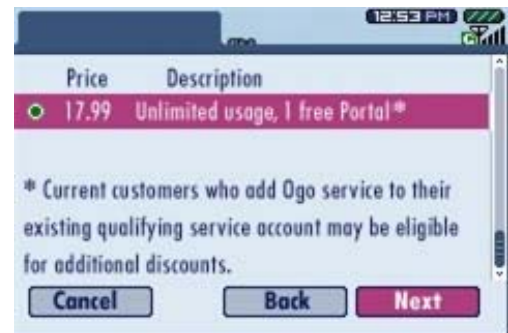 12:53 PM
ogo
Price Description
17.99 Unlimited usage, 1 free Portal*
* Current customers who add Ogo service to their
existing qualifying service account may be eligible
for additional discounts.
Cancel Back Next